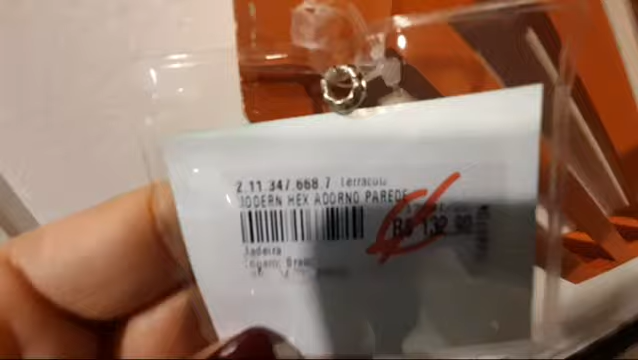 2.11.347.668.7 Terracota
MODERN HEX ADORNO PAREDE
R$ 132,90
Madeira